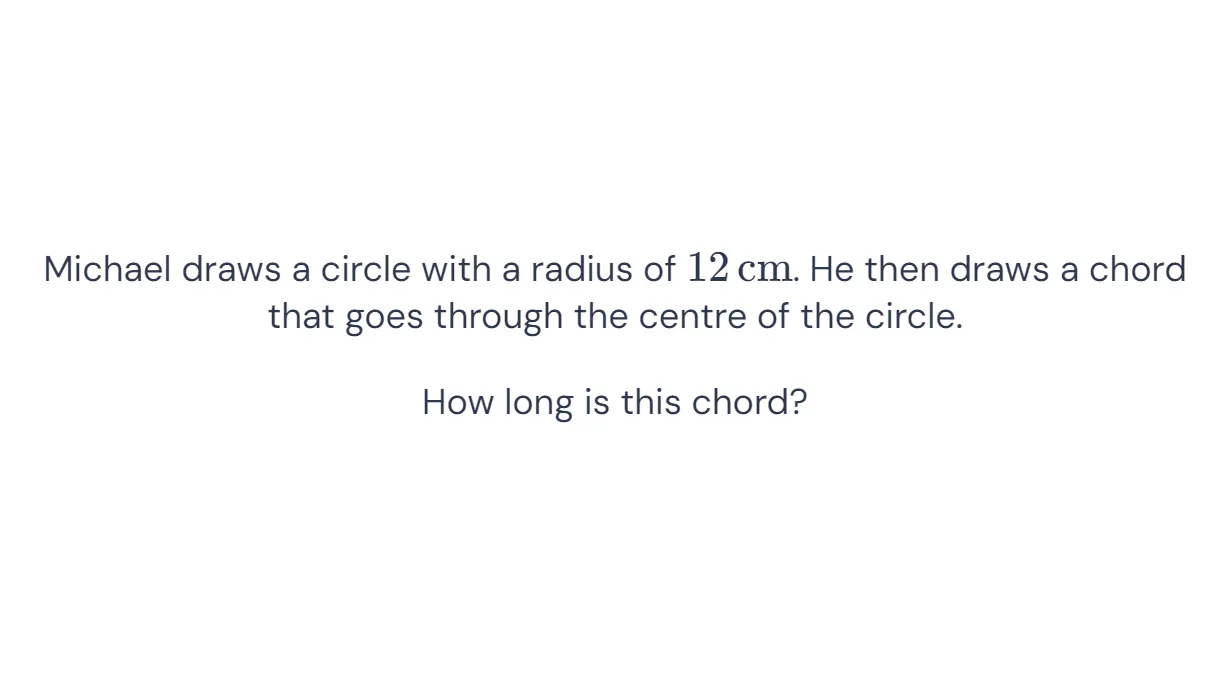 Michael draws a circle with a radius of 12 cm. He then draws a chord
that goes through the centre of the circle.
How long is this chord?